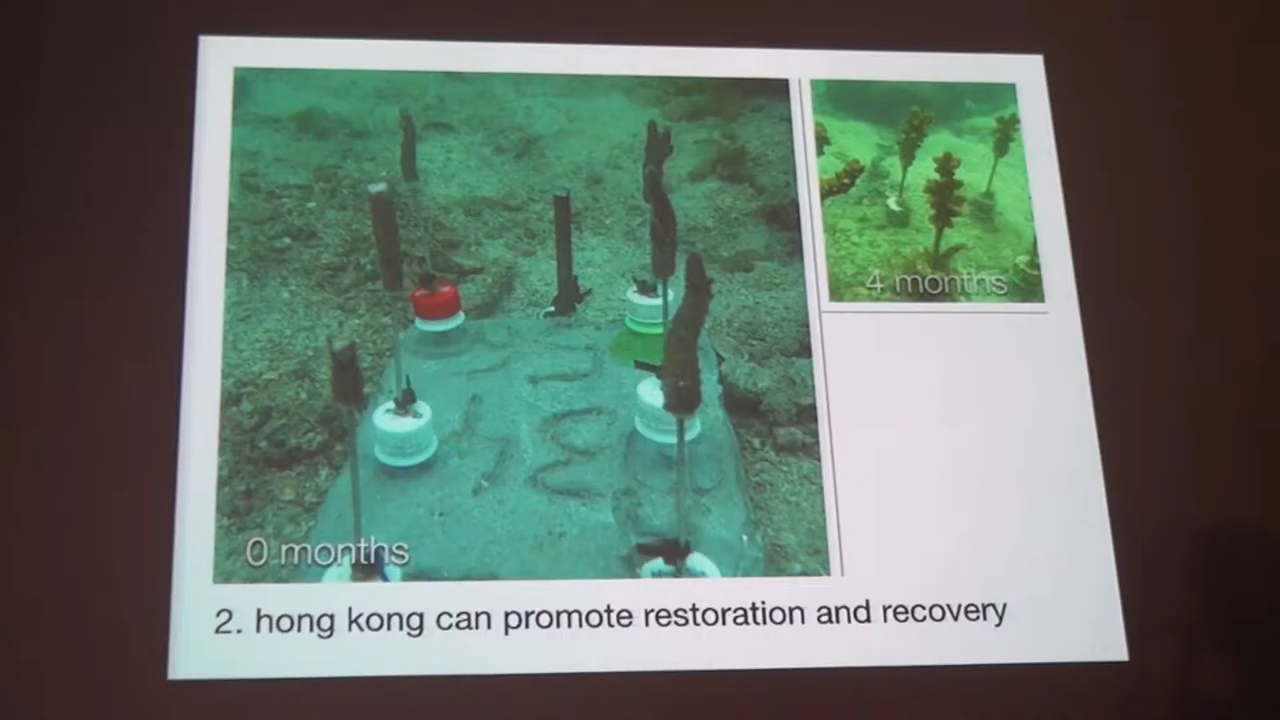 4 months
0 months
2. hong kong can promote restoration and recovery